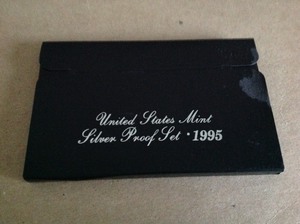 United States Mint
Silver Proof Set · 1995